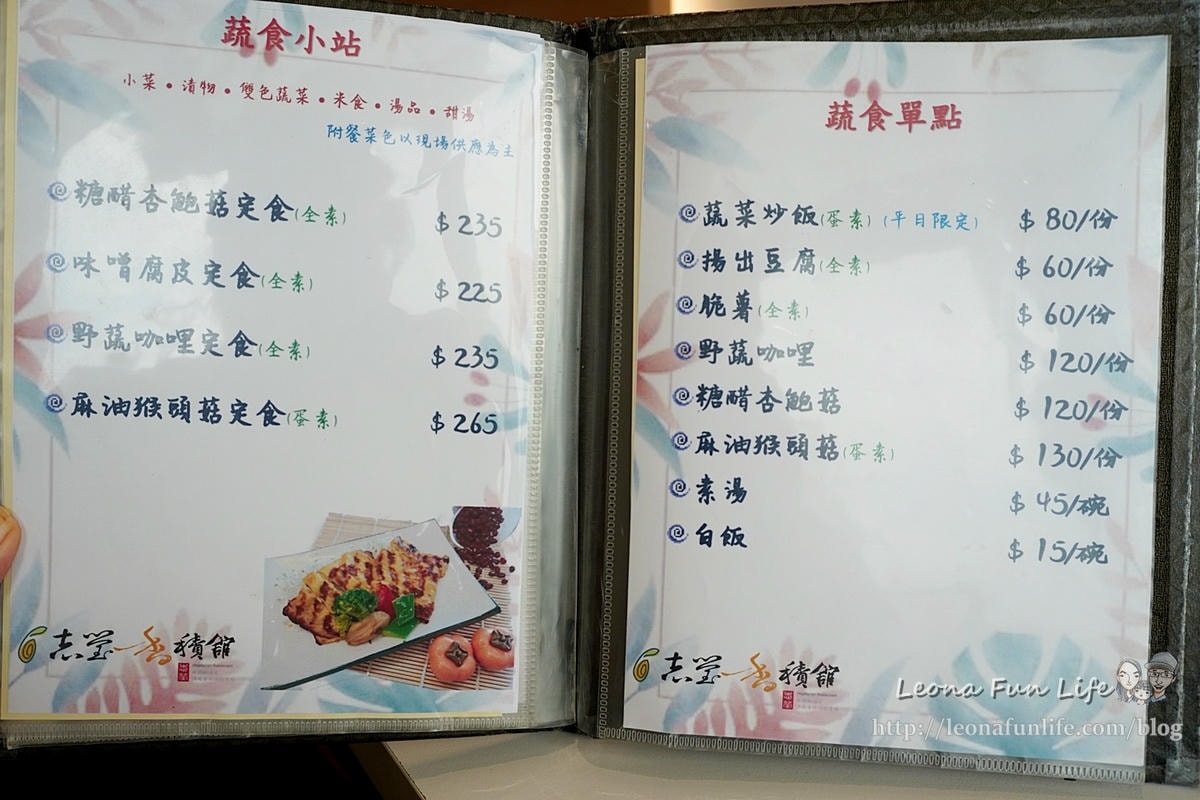 蔬食小站
小菜•漬物•雙色蔬菜•米食•湯品•甜湯
附餐菜色以現場供應為主
糖醋杏鮑菇定食(全素) $235
味噌腐皮定食(全素) $225
野蔬咖哩定食(全素) $235
麻油猴頭菇定食(蛋素) $265
志瑩香積館
蔬食單點
蔬菜炒飯(蛋素)(平日限定) $80/份
揚出豆腐(全素) $60/份
脆薯(全素) $60/份
野蔬咖哩 $120/份
糖醋杏鮑菇 $120/份
麻油猴頭菇(蛋素) $130/份
素湯 $45/碗
白飯 $15/碗
志瑩香積館
Leona Fun Life
http://leonafunlife.com/blog